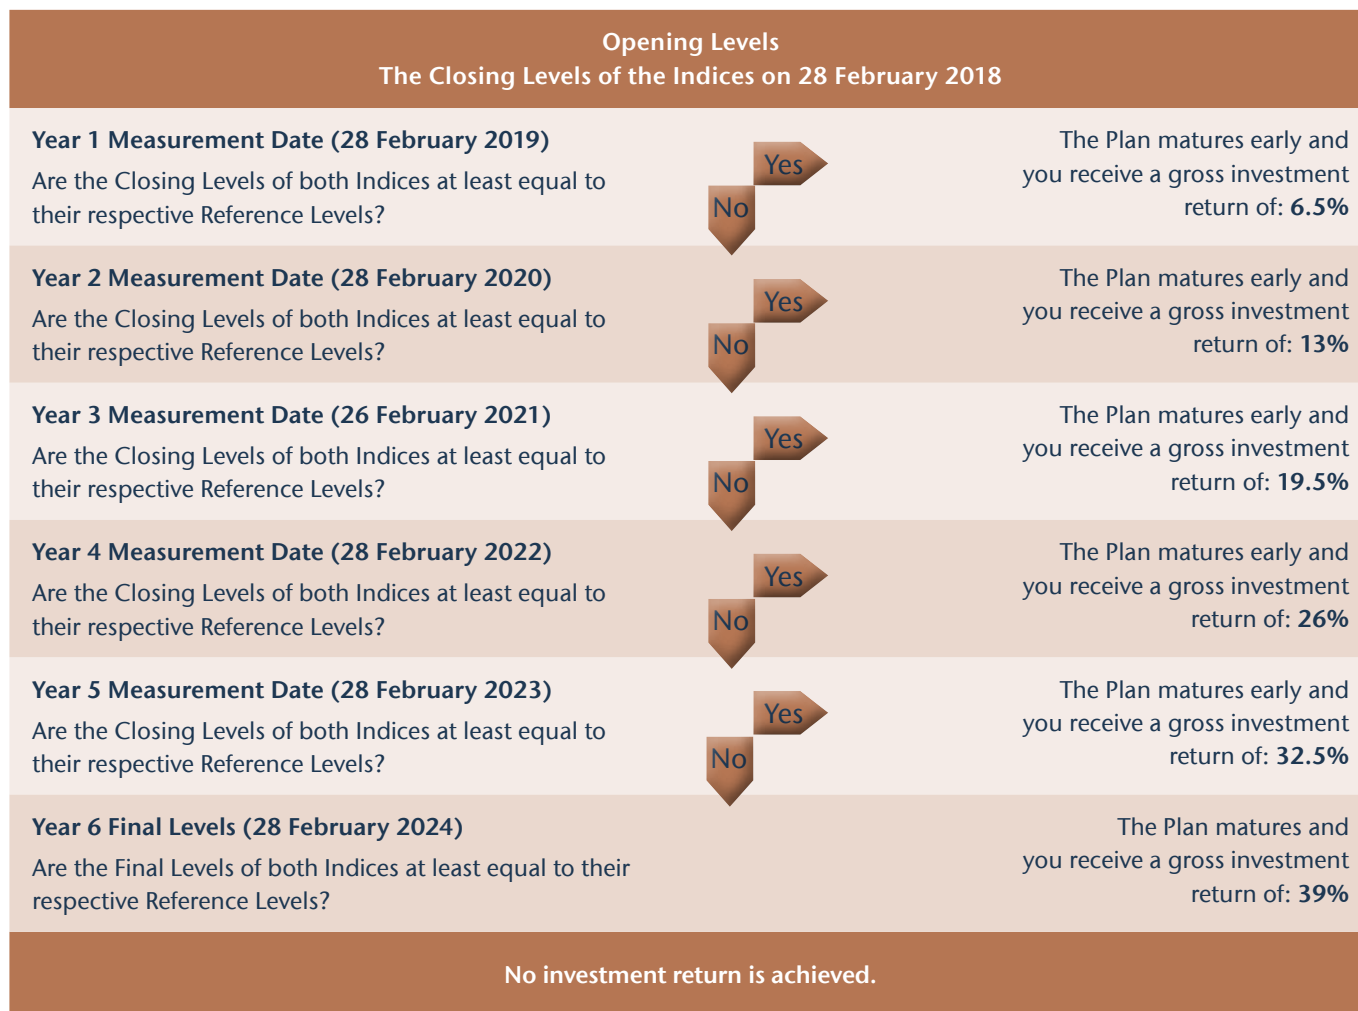 Opening Levels
The Closing Levels of the Indices on 28 February 2018
Year 1 Measurement Date (28 February 2019)
Are the Closing Levels of both Indices at least equal to
their respective Reference Levels?
Yes
No
The Plan matures early and
you receive a gross investment
return of: 6.5%
Year 2 Measurement Date (28 February 2020)
Are the Closing Levels of both Indices at least equal to
their respective Reference Levels?
Yes
No
The Plan matures early and
you receive a gross investment
return of: 13%
Year 3 Measurement Date (26 February 2021)
Are the Closing Levels of both Indices at least equal to
their respective Reference Levels?
Yes
No
The Plan matures early and
you receive a gross investment
return of: 19.5%
Year 4 Measurement Date (28 February 2022)
Are the Closing Levels of both Indices at least equal to
their respective Reference Levels?
Yes
No
The Plan matures early and
you receive a gross investment
return of: 26%
Year 5 Measurement Date (28 February 2023)
Are the Closing Levels of both Indices at least equal to
their respective Reference Levels?
Yes
No
The Plan matures early and
you receive a gross investment
return of: 32.5%
Year 6 Final Levels (28 February 2024)
Are the Final Levels of both Indices at least equal to their
respective Reference Levels?
The Plan matures and
you receive a gross investment
return of: 39%
No investment return is achieved.